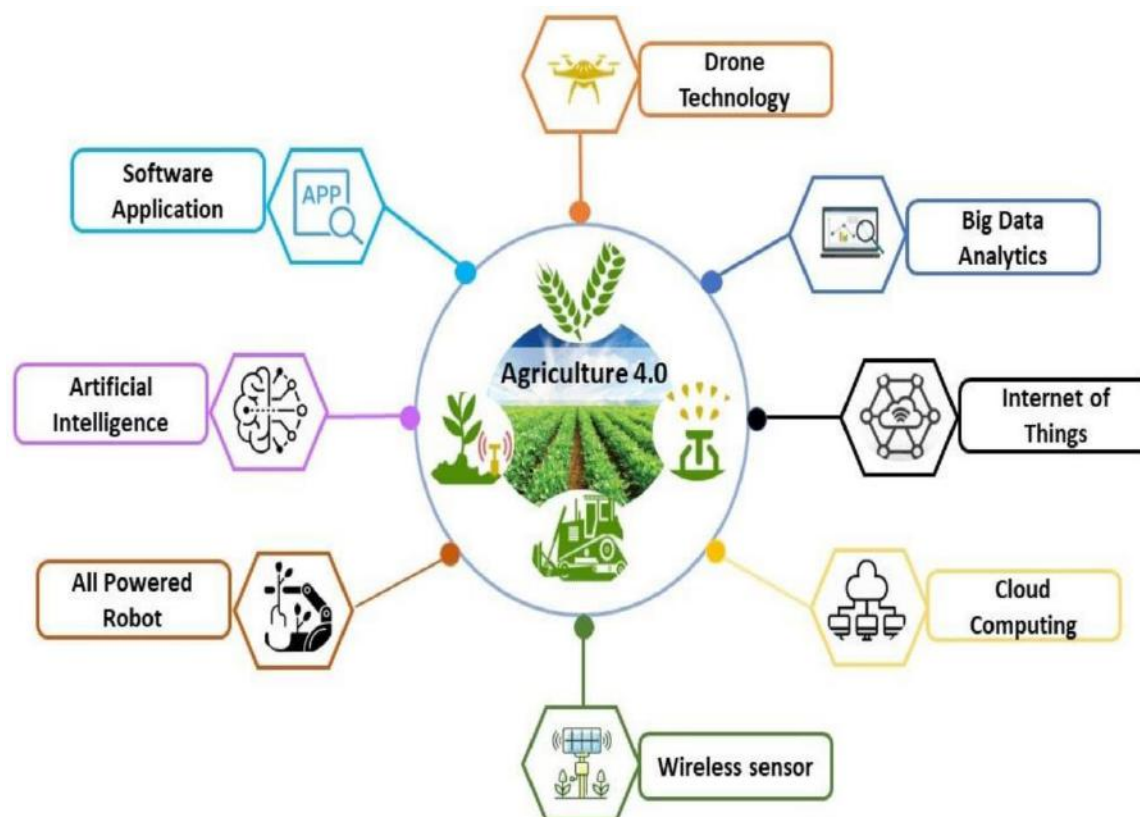 Drone
Technology
Software
Application
APP
Big Data
Analytics
Agriculture 4.0
Artificial
Intelligence
Internet of
Things
All Powered
Robot
Cloud
Computing
Wireless sensor